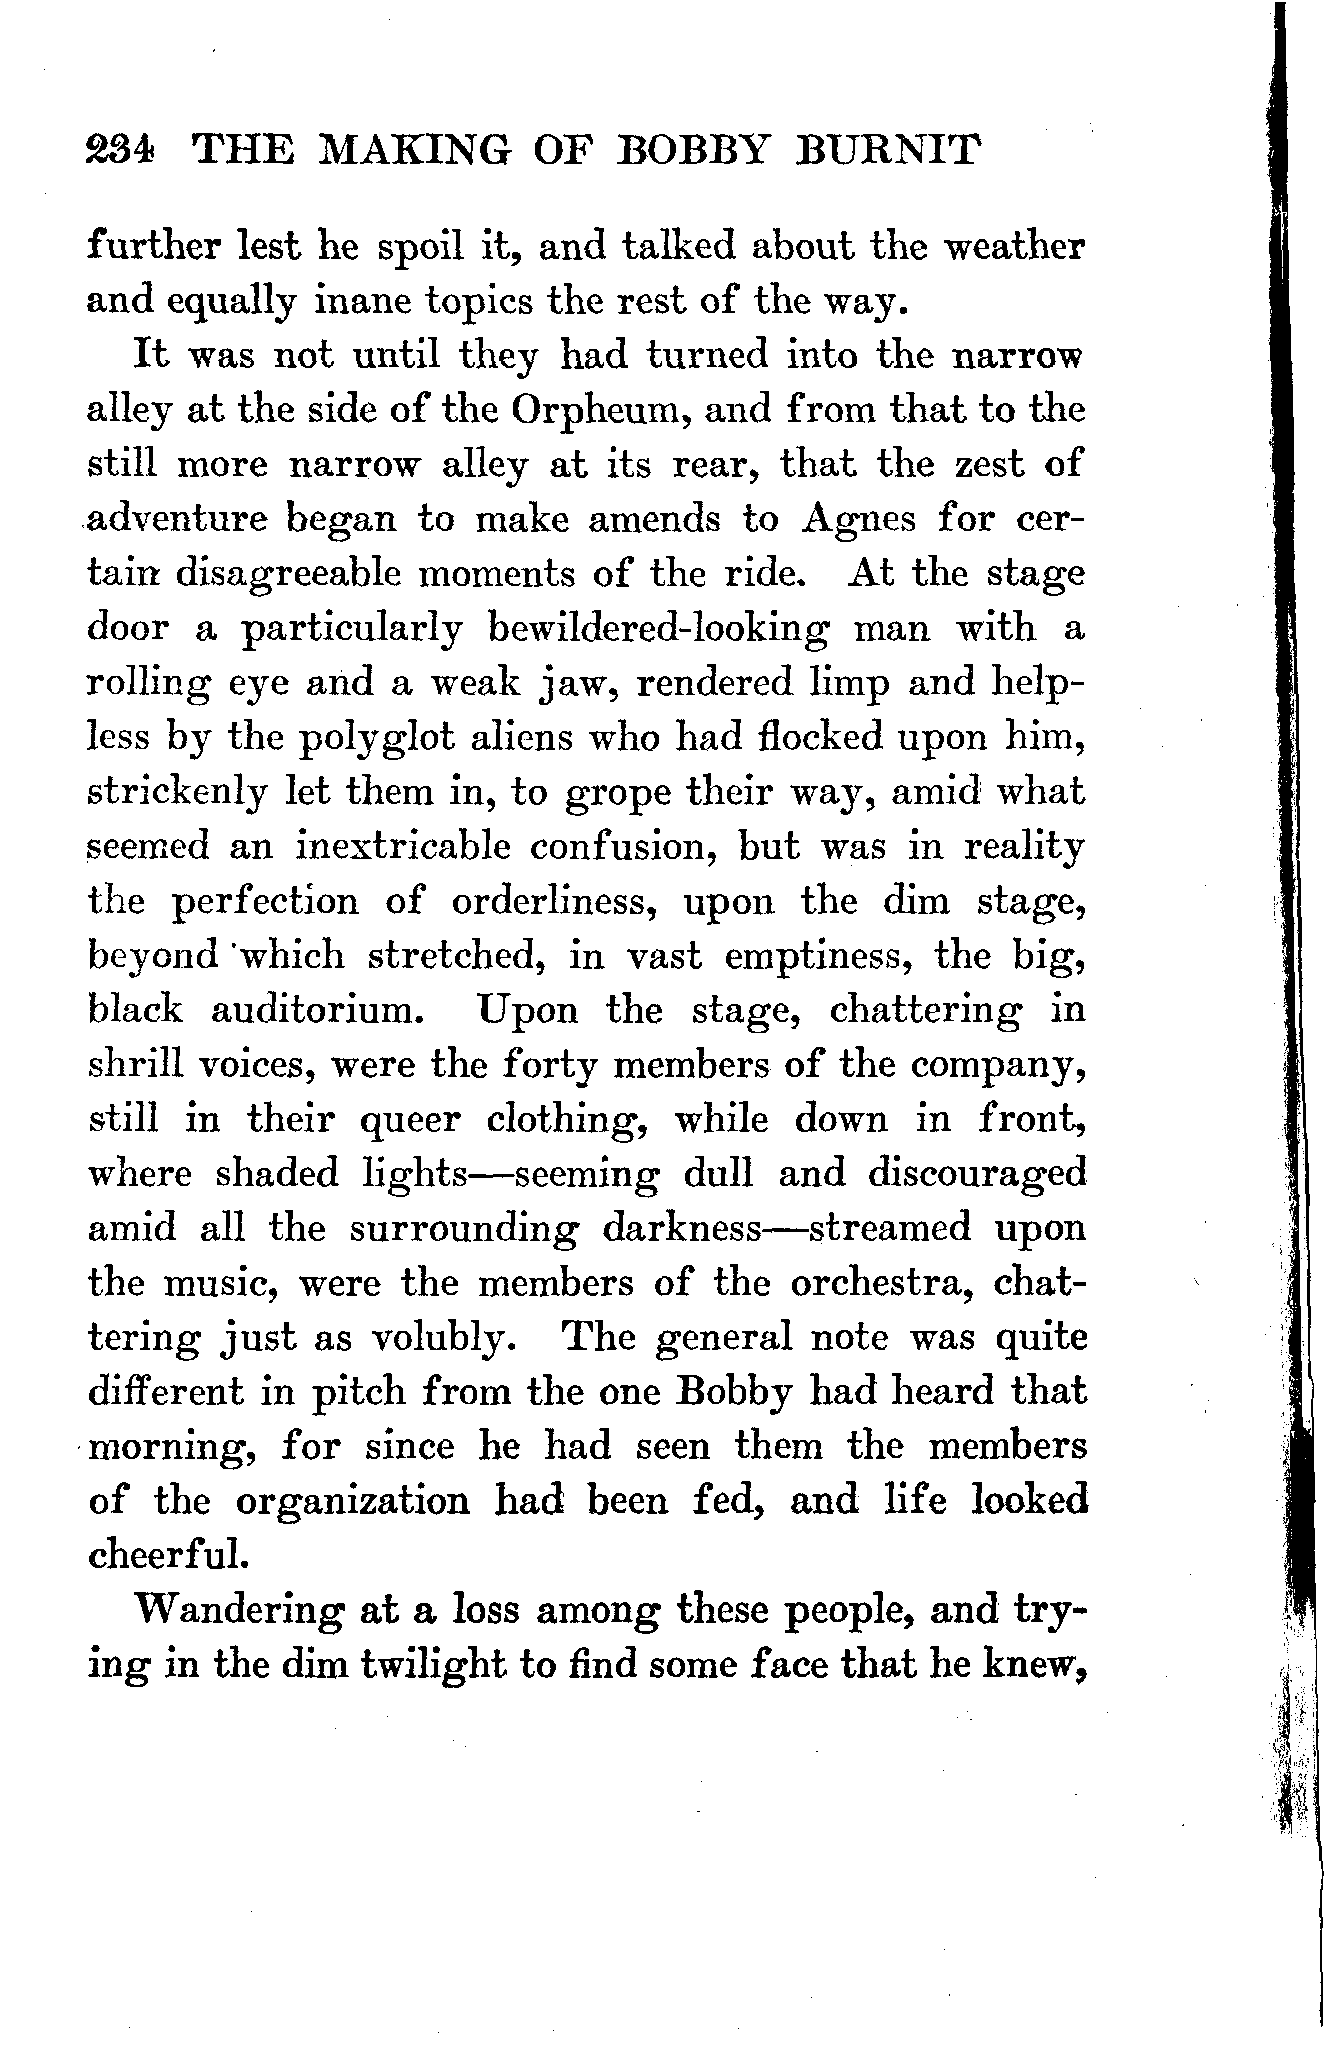 234 THE MAKING OF BOBBY BURNIT
further lest he spoil it, and talked about the weather
and equally inane topics the rest of the way.
It was not until they had turned into the narrow
alley at the side of the Orpheum, and from that to the
still more narrow alley at its rear, that the zest of
adventure began to make amends to Agnes for cer-
tain disagreeable moments of the ride. At the stage
door a particularly bewildered-looking man with a
rolling eye and a weak jaw, rendered limp and help-
less by the polyglot aliens who had flocked upon him,
strickenly let them in, to grope their way, amid what
seemed an inextricable confusion, but was in reality
the perfection of orderliness, upon the dim stage,
beyond which stretched, in vast emptiness, the big,
black auditorium. Upon the stage, chattering in
shrill voices, were the forty members of the company,
still in their queer clothing, while down in front,
where shaded lights—seeming dull and discouraged
amid all the surrounding darkness—streamed upon
the music, were the members of the orchestra, chat-
tering just as volubly. The general note was quite
different in pitch from the one Bobby had heard that
morning, for since he had seen them the members
of the organization had been fed, and life looked
cheerful.
Wandering at a loss among these people, and try-
ing in the dim twilight to find some face that he knew,